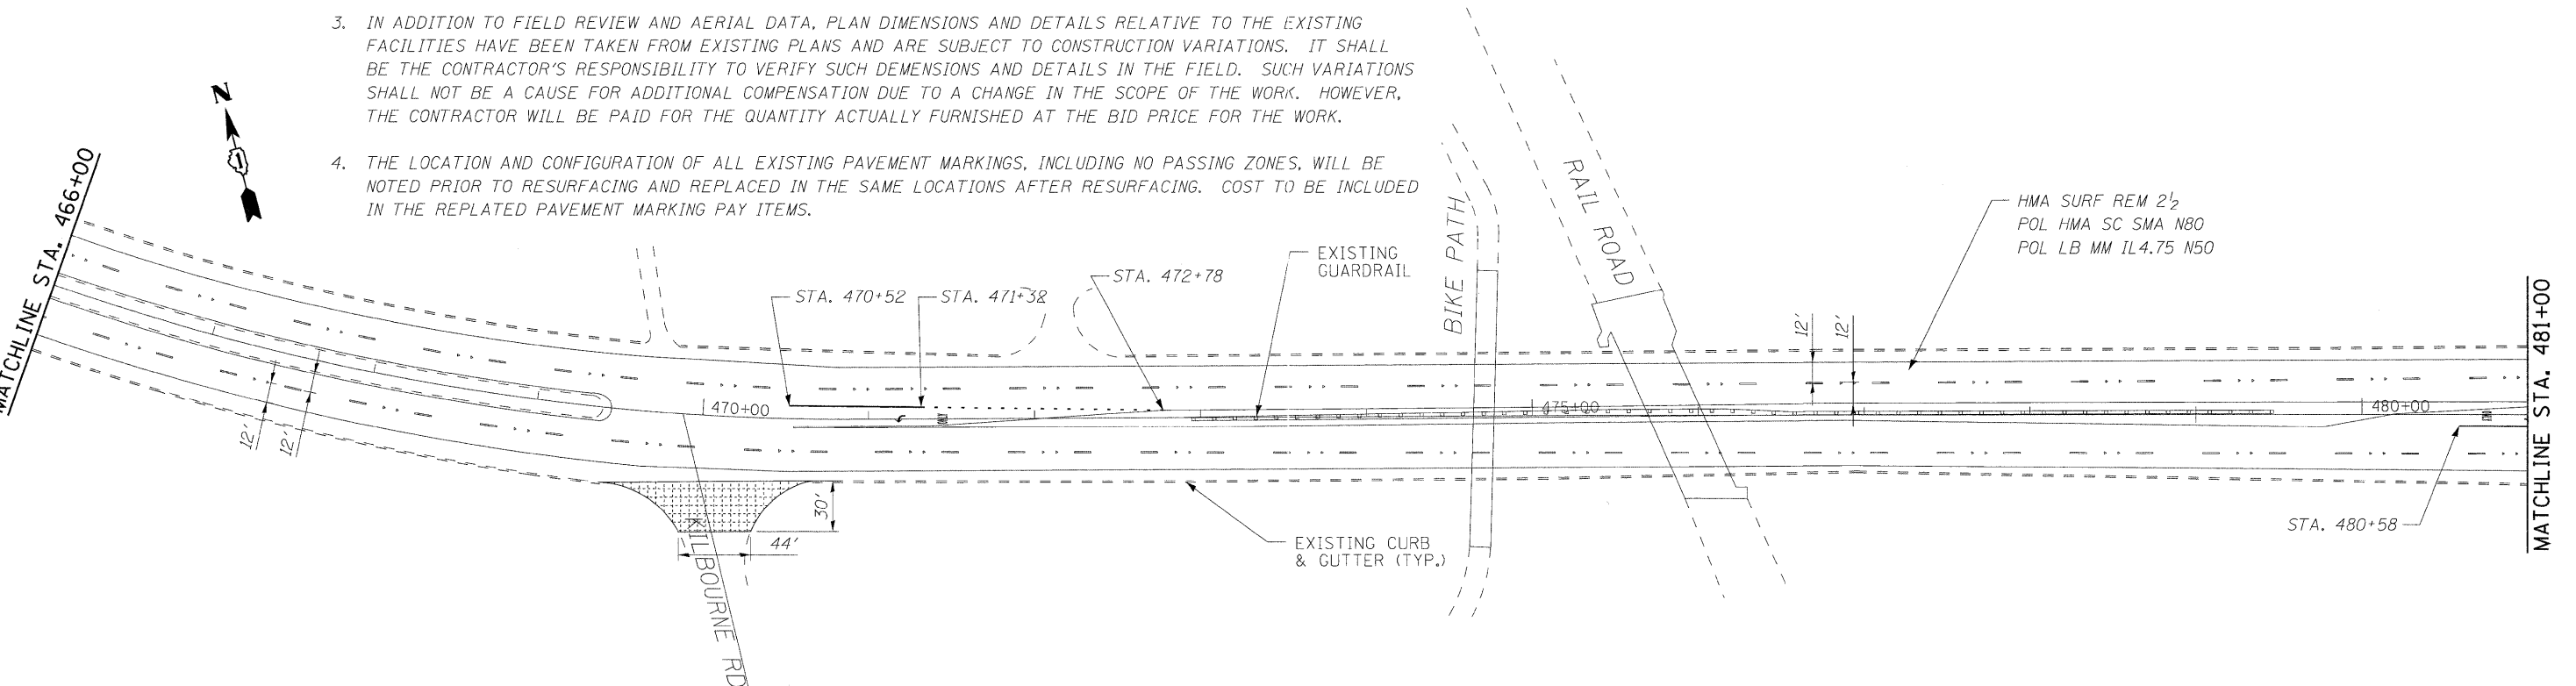 3. IN ADDITION TO FIELD REVIEW AND AERIAL DATA, PLAN DIMENSIONS AND DETAILS RELATIVE TO THE EXISTING
FACILITIES HAVE BEEN TAKEN FROM EXISTING PLANS AND ARE SUBJECT TO CONSTRUCTION VARIATIONS. IT SHALL
BE THE CONTRACTOR'S RESPONSIBILITY TO VERIFY SUCH DEMENSIONS AND DETAILS IN THE FIELD. SUCH VARIATIONS
SHALL NOT BE A CAUSE FOR ADDITIONAL COMPENSATION DUE TO A CHANGE IN THE SCOPE OF THE WORK. HOWEVER,
THE CONTRACTOR WILL BE PAID FOR THE QUANTITY ACTUALLY FURNISHED AT THE BID PRICE FOR THE WORK.
4. THE LOCATION AND CONFIGURATION OF ALL EXISTING PAVEMENT MARKINGS, INCLUDING NO PASSING ZONES, WILL BE
NOTED PRIOR TO RESURFACING AND REPLACED IN THE SAME LOCATIONS AFTER RESURFACING. COST TO BE INCLUDED
IN THE REPLATED PAVEMENT MARKING PAY ITEMS.
N
MATCHLINE STA. 466+00
12'
12'
STA. 470+52
STA. 471+38
STA. 472+78
EXISTING
GUARDRAIL
BIKE PATH
RAIL ROAD
12'
12'
HMA SURF REM 2½
POL HMA SC SMA N80
POL LB MM IL4.75 N50
470+00
475+00
480+00
MATCHLINE STA. 481+00
30'
44'
KILBOURNE RD
EXISTING CURB
& GUTTER (TYP.)
STA. 480+58